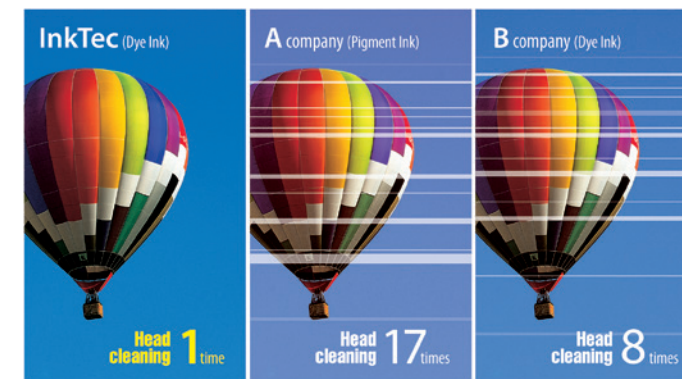 InkTec (Dye Ink)
Head
cleaning 1 time
A company (Pigment Ink)
Head
cleaning 17 times
B company (Dye Ink)
Head
cleaning 8 times